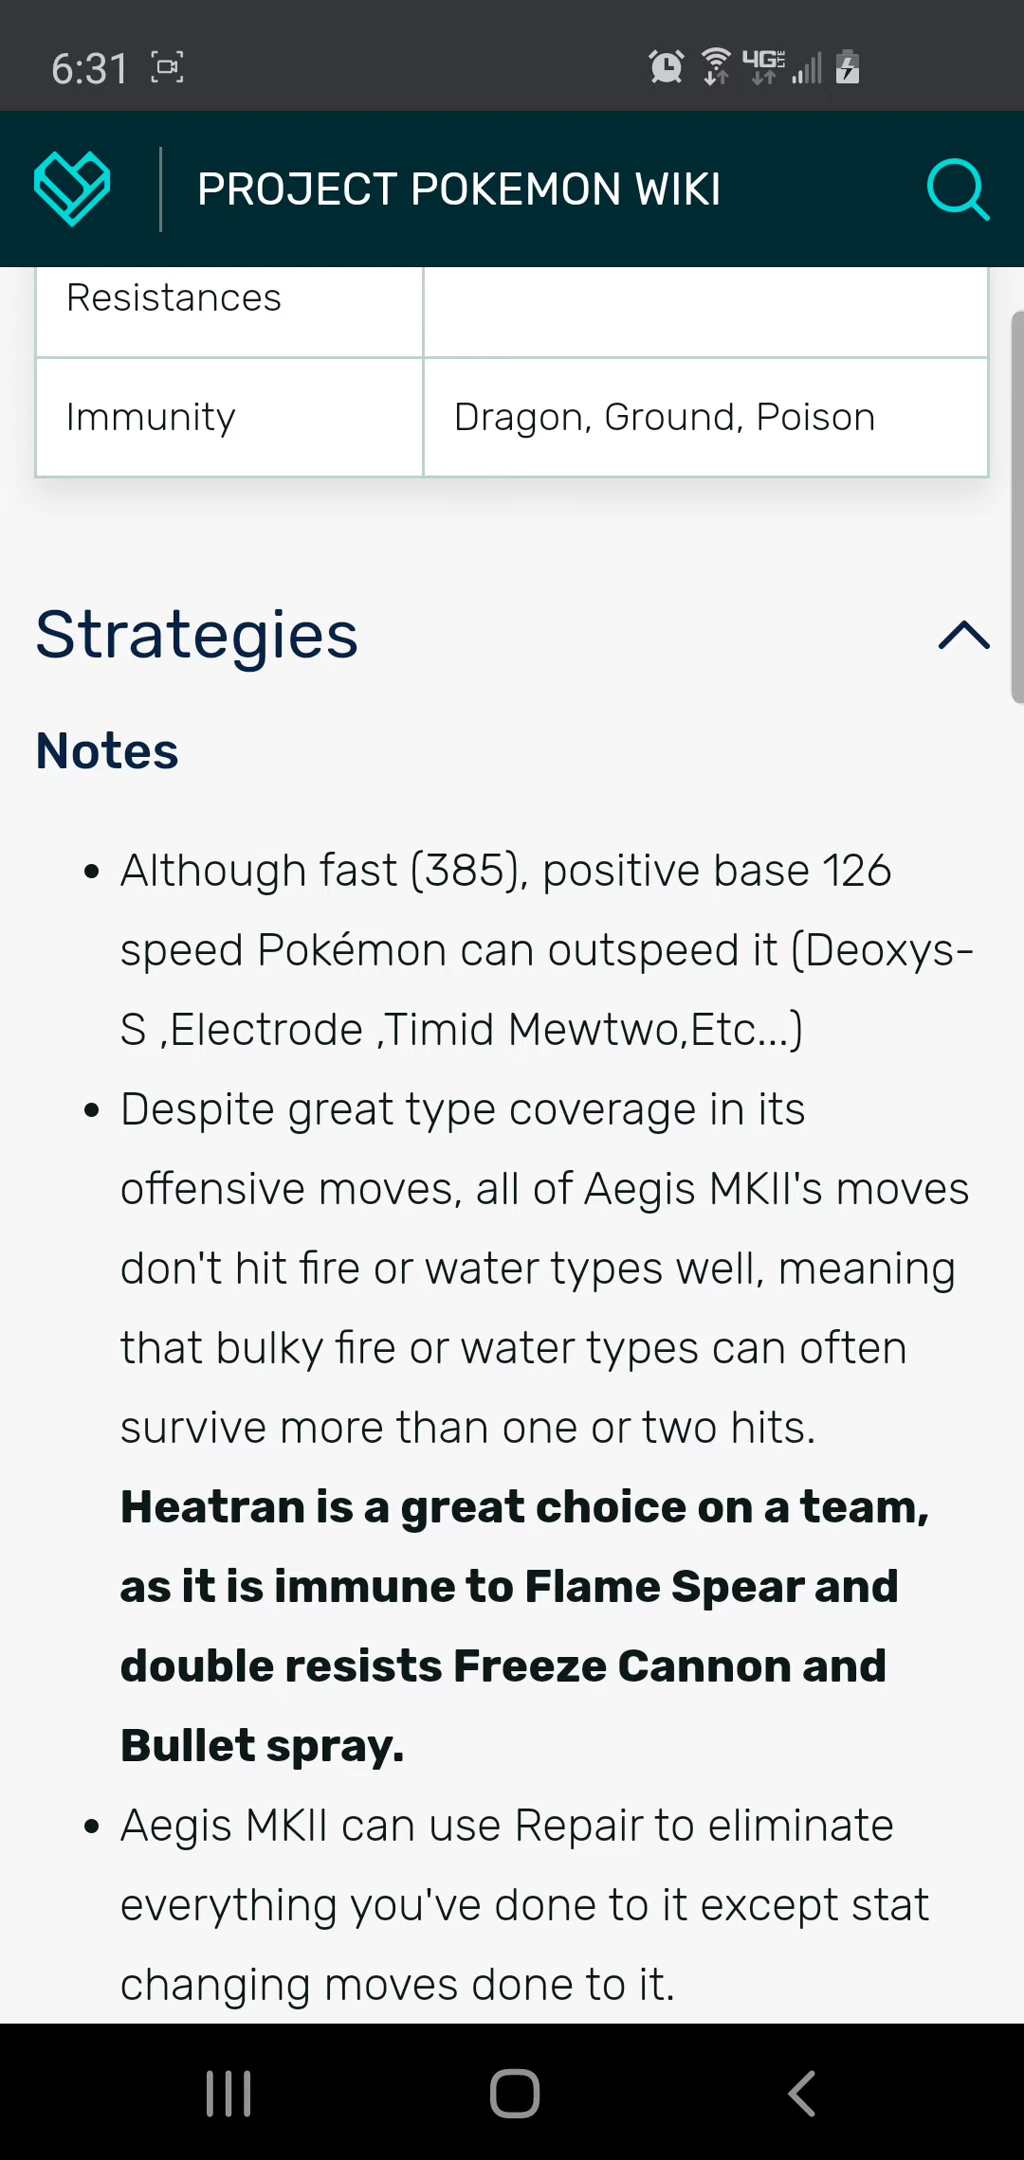 6:31 4G LTE
PROJECT POKEMON WIKI
Resistances
Immunity Dragon, Ground, Poison
Strategies
Notes
• Although fast (385), positive base 126
speed Pokémon can outspeed it (Deoxys-
S ,Electrode ,Timid Mewtwo,Etc...)
• Despite great type coverage in its
offensive moves, all of Aegis MKII's moves
don't hit fire or water types well, meaning
that bulky fire or water types can often
survive more than one or two hits.
Heatran is a great choice on a team,
as it is immune to Flame Spear and
double resists Freeze Cannon and
Bullet spray.
• Aegis MKII can use Repair to eliminate
everything you've done to it except stat
changing moves done to it.